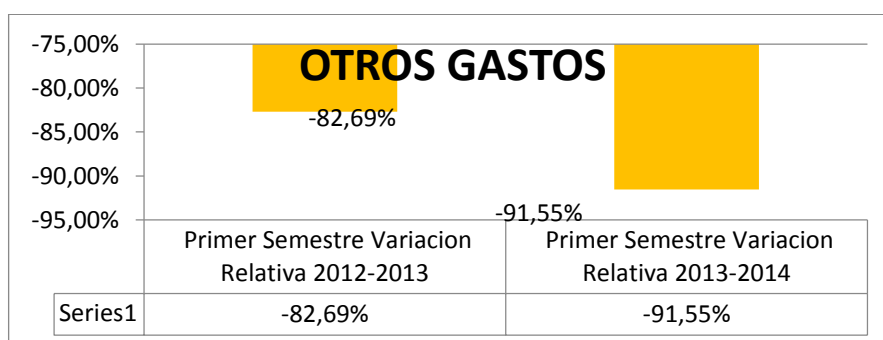 OTROS GASTOS
-75,00%
-80,00%
-85,00%
-90,00%
-95,00%
-82,69%
-91,55%
Primer Semestre Variacion
Relativa 2012-2013
Primer Semestre Variacion
Relativa 2013-2014
Series1
-82,69%
-91,55%